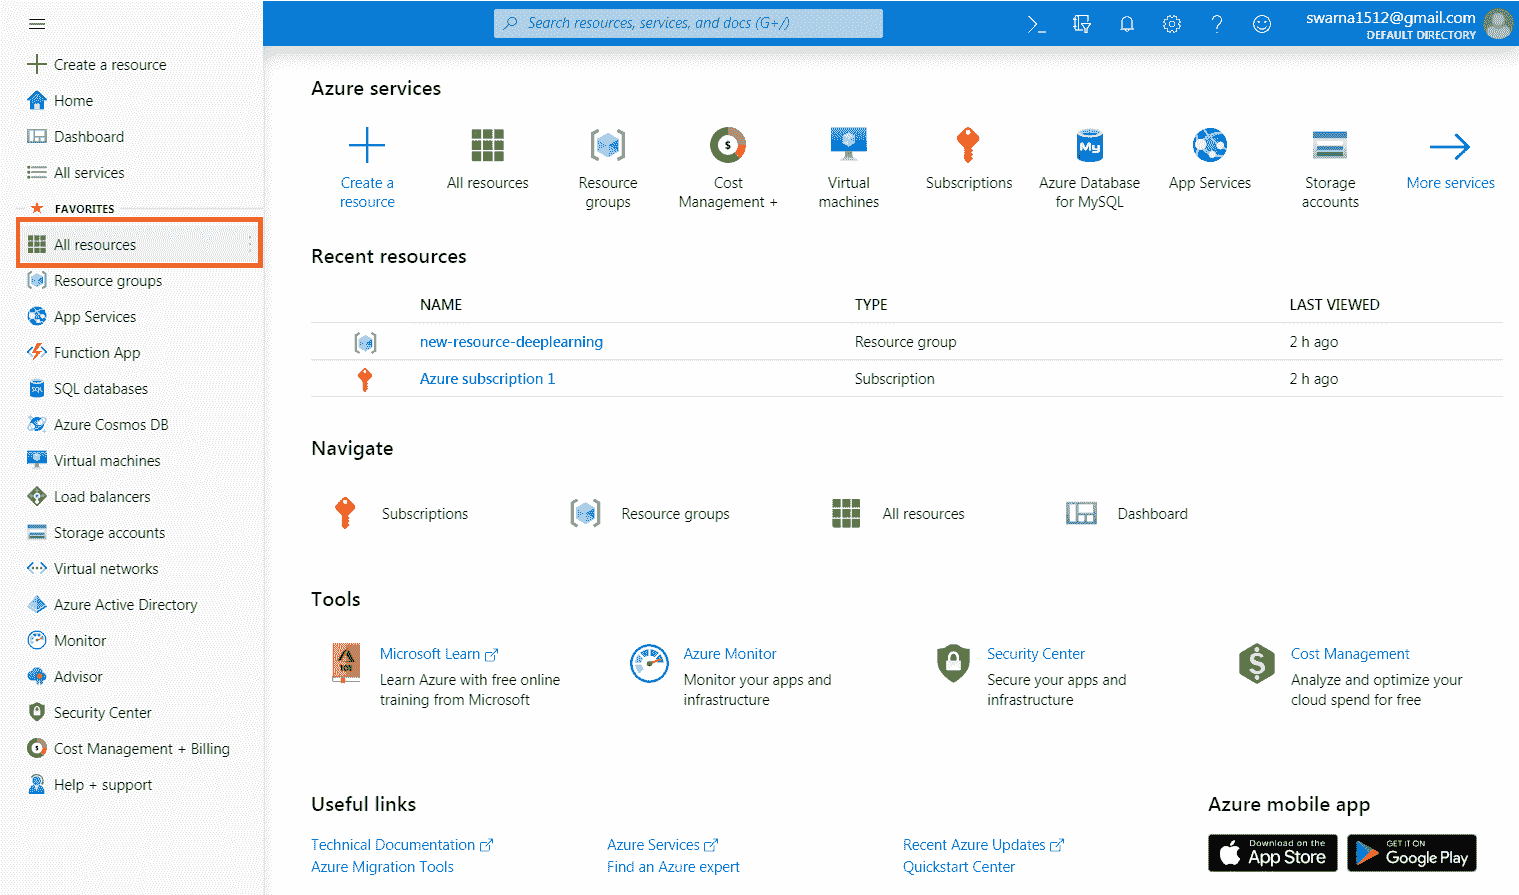 Search resources, services, and docs (G+/)
swarna1512@gmail.com
DEFAULT DIRECTORY
Create a resource
Home
Dashboard
All services
FAVORITES
All resources
Resource groups
App Services
Function App
SQL databases
Azure Cosmos DB
Virtual machines
Load balancers
Storage accounts
Virtual networks
Azure Active Directory
Monitor
Advisor
Security Center
Cost Management + Billing
Help + support
Azure services
Create a
resource
All resources
Resource
groups
Cost
Management +
Virtual
machines
Subscriptions
Azure Database
for MySQL
App Services
Storage
accounts
More services
Recent resources
NAME TYPE LAST VIEWED
new-resource-deeplearning Resource group 2 h ago
Azure subscription 1 Subscription 2 h ago
Navigate
Subscriptions Resource groups All resources Dashboard
Tools
Microsoft Learn
Learn Azure with free online
training from Microsoft
Azure Monitor
Monitor your apps and
infrastructure
Security Center
Secure your apps and
infrastructure
Cost Management
Analyze and optimize your
cloud spend for free
Useful links
Technical Documentation
Azure Migration Tools
Azure Services
Find an Azure expert
Recent Azure Updates
Quickstart Center
Azure mobile app
Download on the
App Store
GET IT ON
Google Play